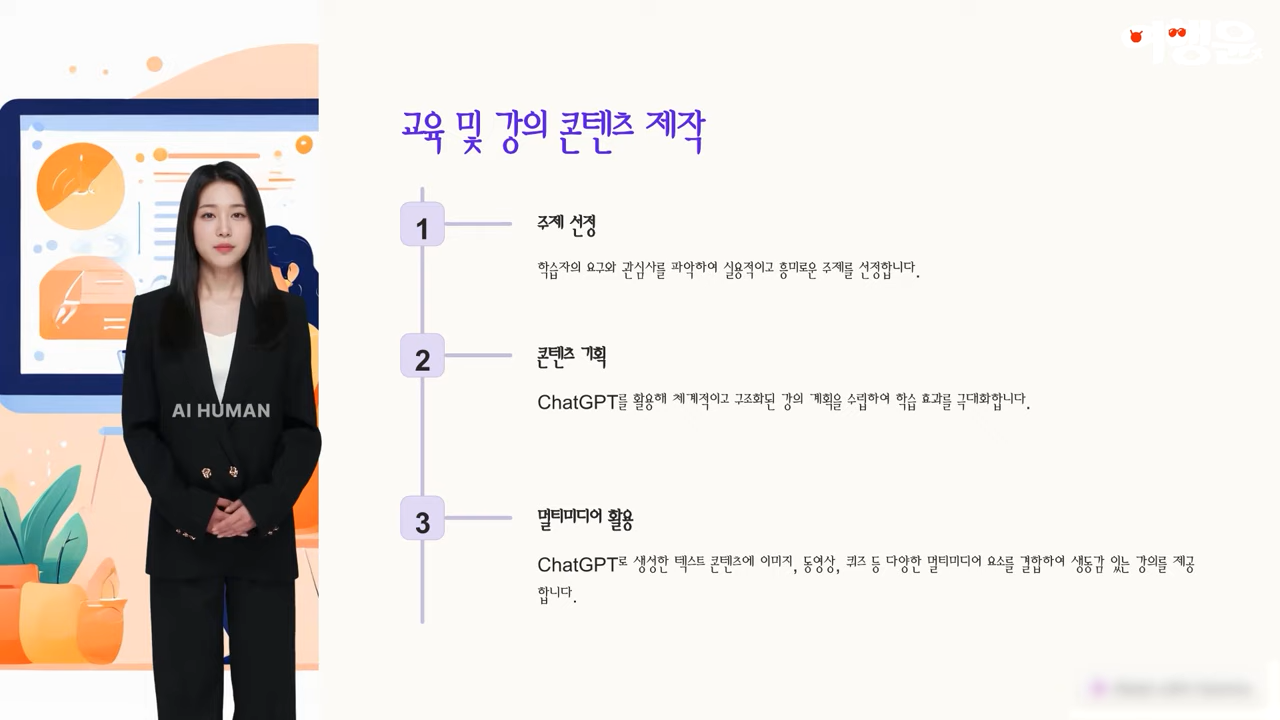 여행윤
교육 및 강의 콘텐츠 제작
1
주제 선정
학습자의 요구와 관심사를 파악하여 실용적이고 흥미로운 주제를 선정합니다.
2
콘텐츠 기획
ChatGPT를 활용해 체계적이고 구조화된 강의 계획을 수립하여 학습 효과를 극대화합니다.
AI HUMAN
3
멀티미디어 활용
ChatGPT로 생성한 텍스트 콘텐츠에 이미지, 동영상, 퀴즈 등 다양한 멀티미디어 요소를 결합하여 생동감 있는 강의를 제공
합니다.